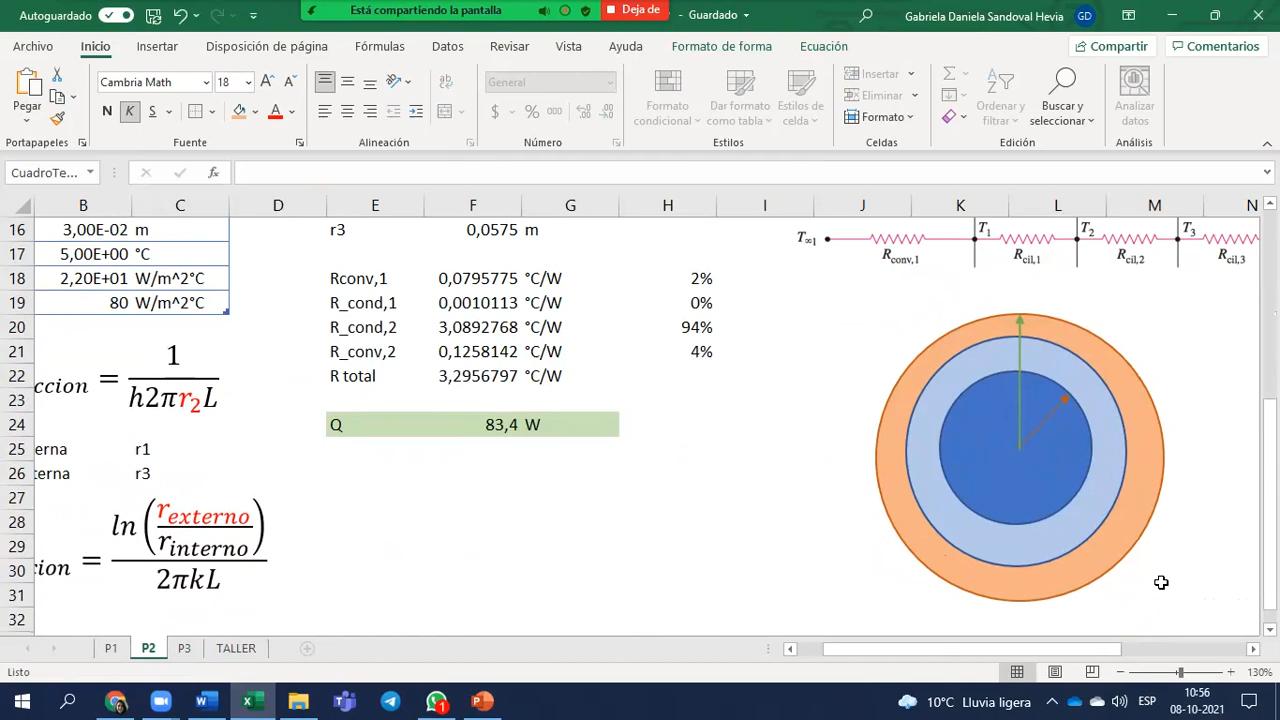 Autoguardado
Está compartiendo la pantalla
Deja de
- Guardado
Gabriela Daniela Sandoval Hevia
GD
Archivo Inicio Insertar Disposición de página Fórmulas Datos Revisar Vista Ayuda Formato de forma Ecuación
Compartir Comentarios
Pegar
Cambria Math 18
N K S
General
Formato condicional
Dar formato como tabla
Estilos de celda
Insertar
Eliminar
Formato
Ordenar y filtrar
Buscar y seleccionar
Analizar datos
Portapapeles Fuente Alineación Número Estilos Celdas Edición Análisis
CuadroTe...
B C D E F G H I J K L M N
16 3,00E-02 m r3 0,0575 m
17 5,00E+00 °C
18 2,20E+01 W/m^2°C Rconv,1 0,0795775 °C/W 2%
19 80 W/m^2°C R_cond,1 0,0010113 °C/W 0%
20 R_cond,2 3,0892768 °C/W 94%
21 R_conv,2 0,1258142 °C/W 4%
22 R total 3,2956797 °C/W
23
24 Q 83,4 W
25 erna r1
26 terna r3
27
28
29
30
31
32
T∞1 T1 T2 T3
Rconv,1 Rcil,1 Rcil,2 Rcil,3
ccion = 1 / h2πr2L
cion = ln (rexterno / rinterno) / 2πkL
P1 P2 P3 TALLER
Listo
130%
1
10°C Lluvia ligera
ESP
10:56
08-10-2021